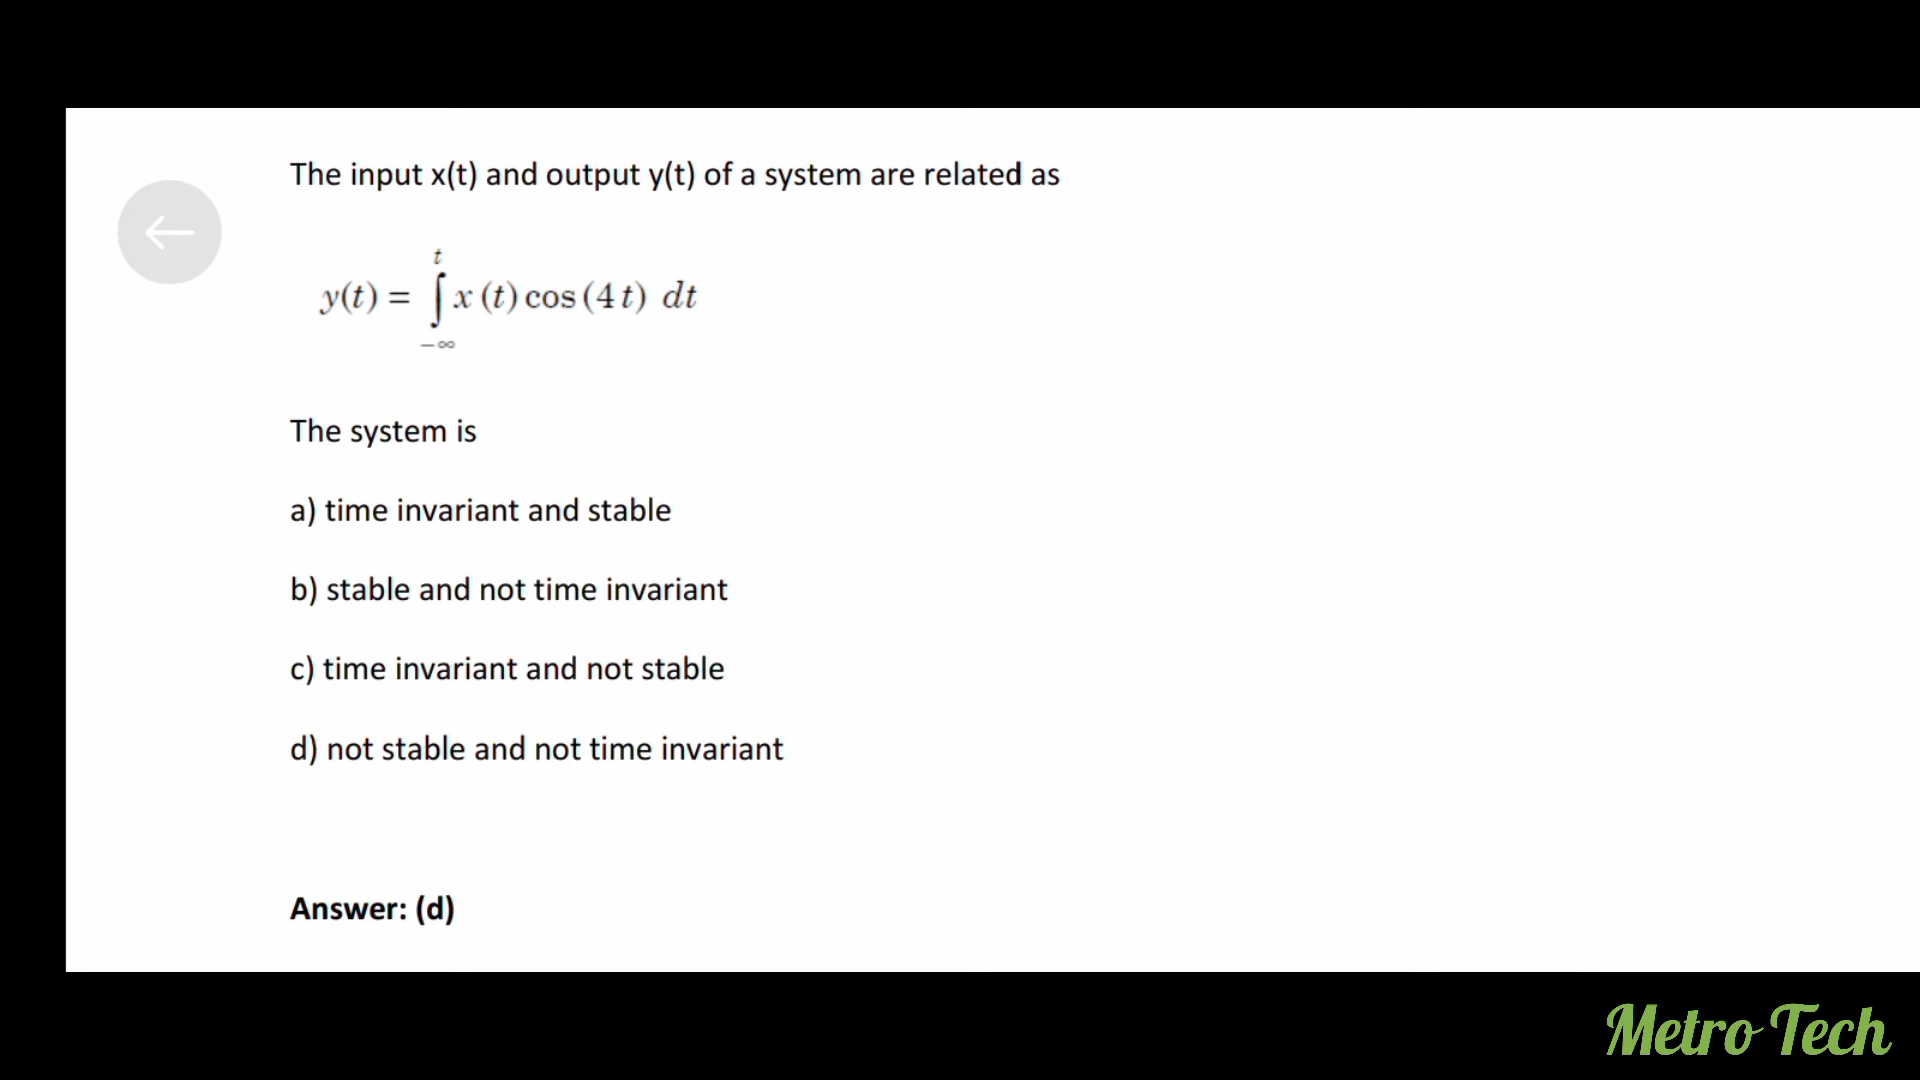 The input x(t) and output y(t) of a system are related as
y(t) = ∫_{-∞}^{t} x (t) cos (4 t) dt
The system is
a) time invariant and stable
b) stable and not time invariant
c) time invariant and not stable
d) not stable and not time invariant
Answer: (d)
Metro Tech